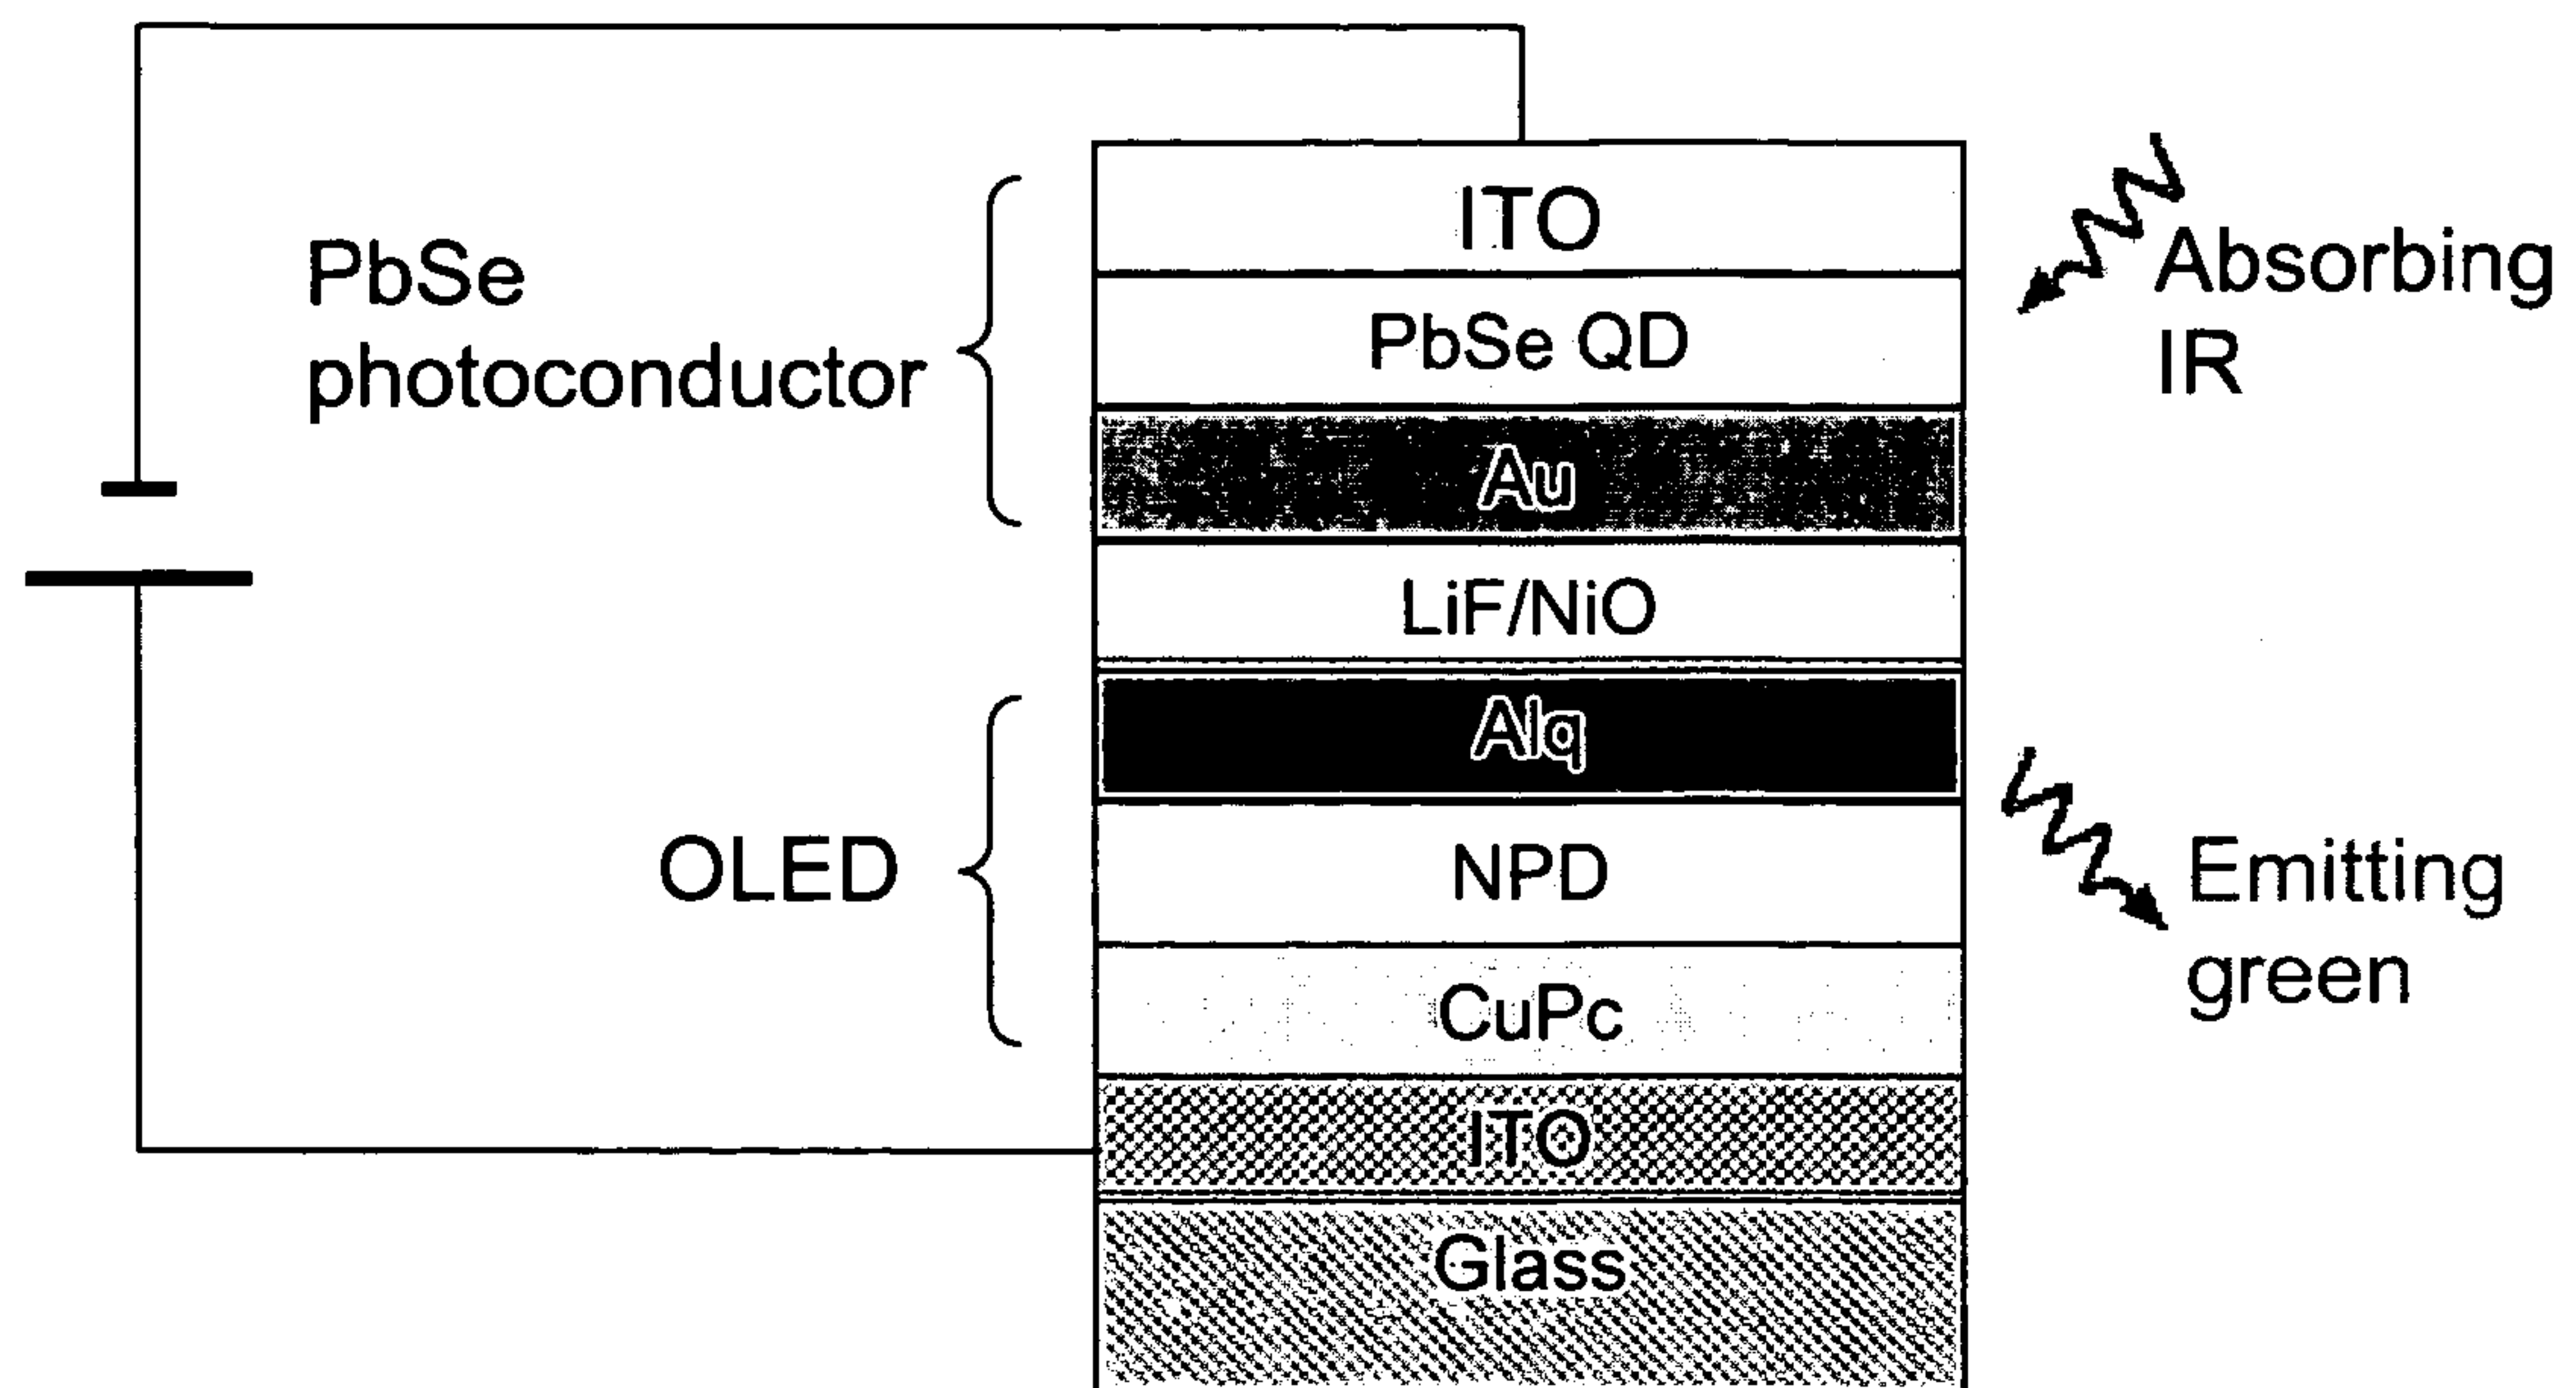 ITO
PbSe
photoconductor
PbSe QD
Absorbing
IR
Au
LiF/NiO
Alq
OLED
NPD
Emitting
green
CuPc
ITO
Glass